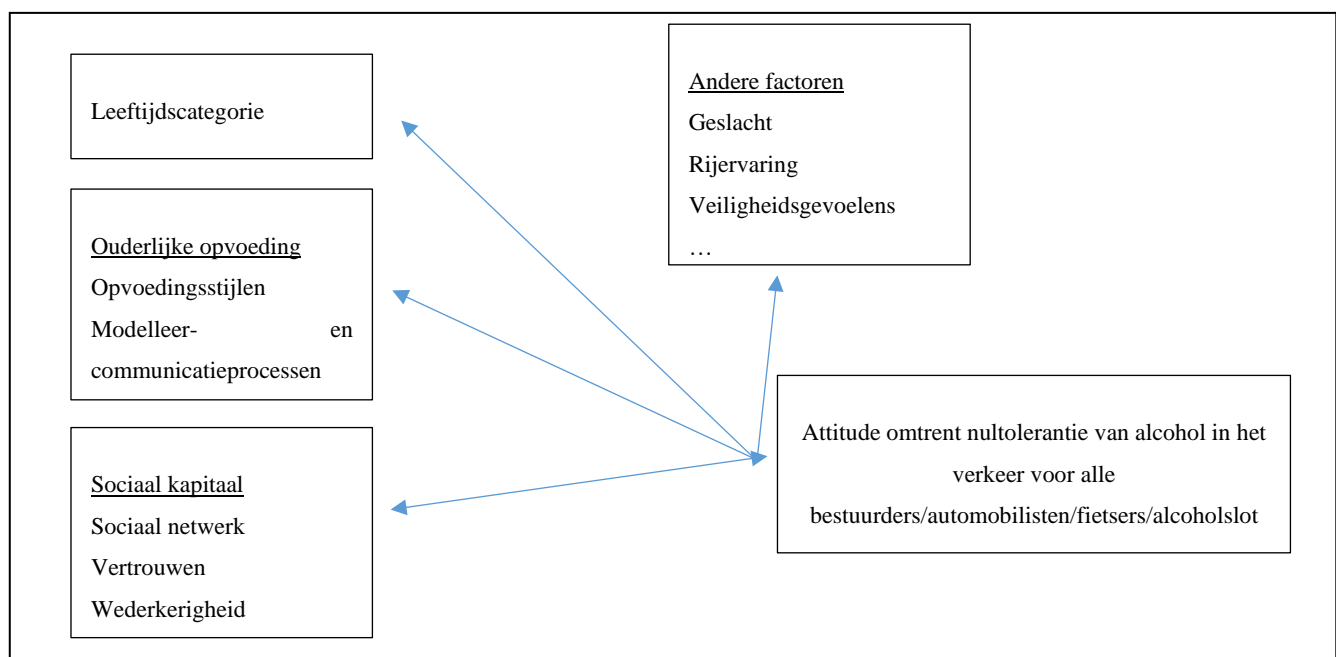 Leeftijdscategorie
Ouderlijke opvoeding
Opvoedingsstijlen
Modelleer- en
communicatieprocessen
Sociaal kapitaal
Sociaal netwerk
Vertrouwen
Wederkerigheid
Andere factoren
Geslacht
Rijervaring
Veiligheidsgevoelens
…
Attitude omtrent nultolerantie van alcohol in het
verkeer voor alle
bestuurders/automobilisten/fietsers/alcoholslot